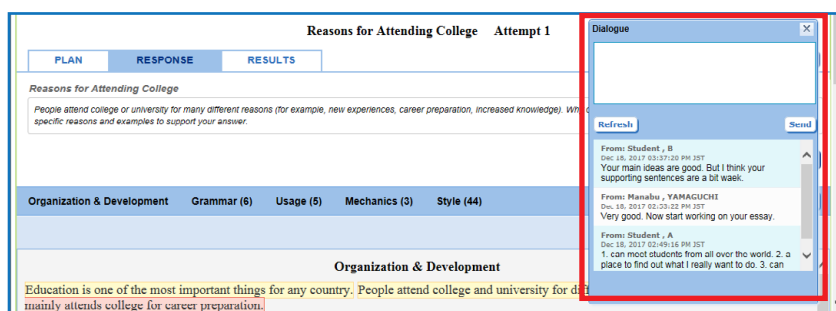 Reasons for Attending College Attempt 1
PLAN
RESPONSE
RESULTS
Reasons for Attending College
People attend college or university for many different reasons (for example, new experiences, career preparation, increased knowledge).
specific reasons and examples to support your answer.
Organization & Development
Grammar (6)
Usage (5)
Mechanics (3)
Style (44)
Organization & Development
Education is one of the most important things for any country. People attend college and university for
mainly attends college for career preparation.
Dialogue
Refresh
Send
From: Student , B
Dec 18, 2017 03:37:20 PM JST
Your main ideas are good. But I think your
supporting sentences are a bit waek.
From: Manabu , YAMAGUCHI
Dec 18, 2017 02:53:22 PM JST
Very good. Now start working on your essay.
From: Student , A
Dec 18, 2017 02:49:16 PM JST
1. can meet students from all over the world. 2. a
place to find out what I really want to do. 3. can